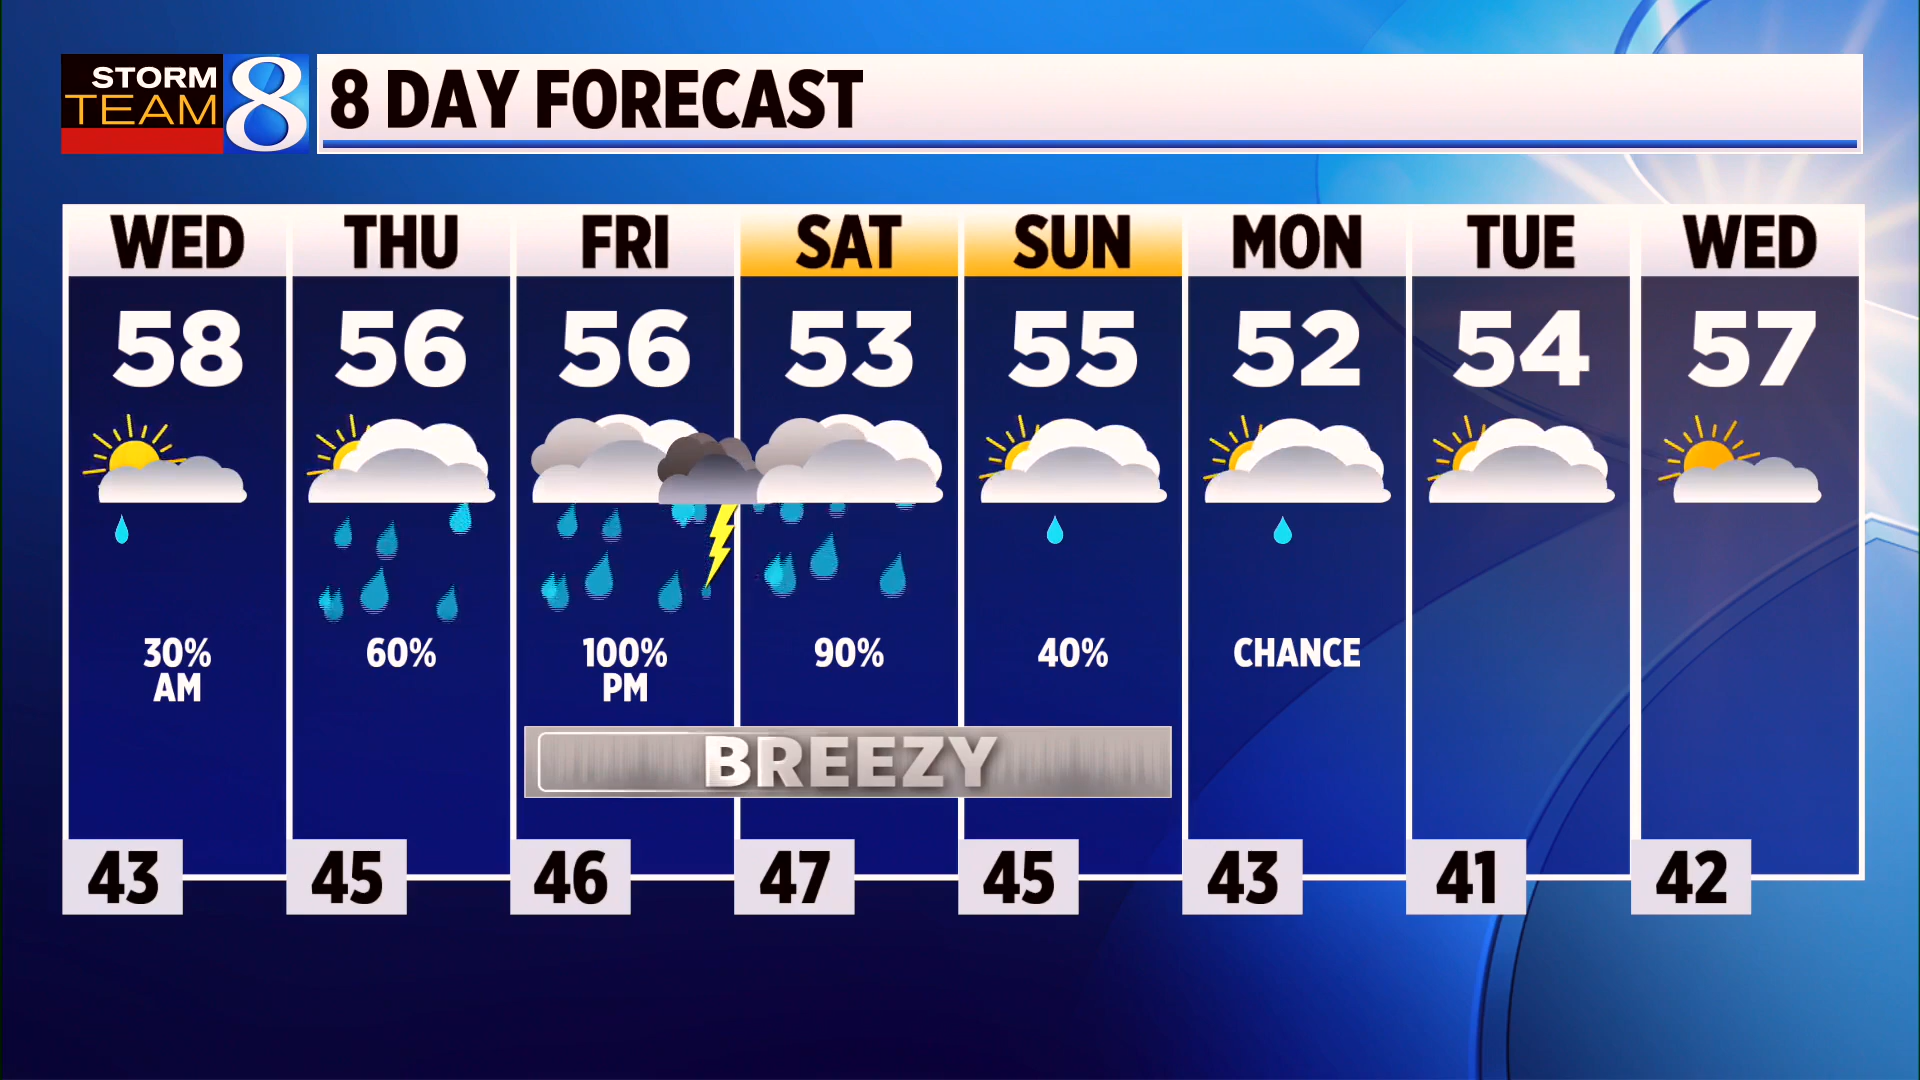 STORM
TEAM 8
8 DAY FORECAST
WED THU FRI SAT SUN MON TUE WED
58 56 56 53 55 52 54 57
30% 60% 100% 90% 40% CHANCE
AM PM
BREEZY
43 45 46 47 45 43 41 42